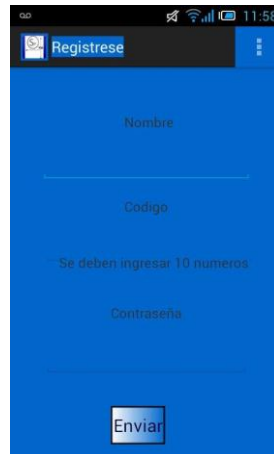 11:58
Registrese
Nombre
Codigo
Se deben ingresar 10 numeros
Contraseña
Enviar